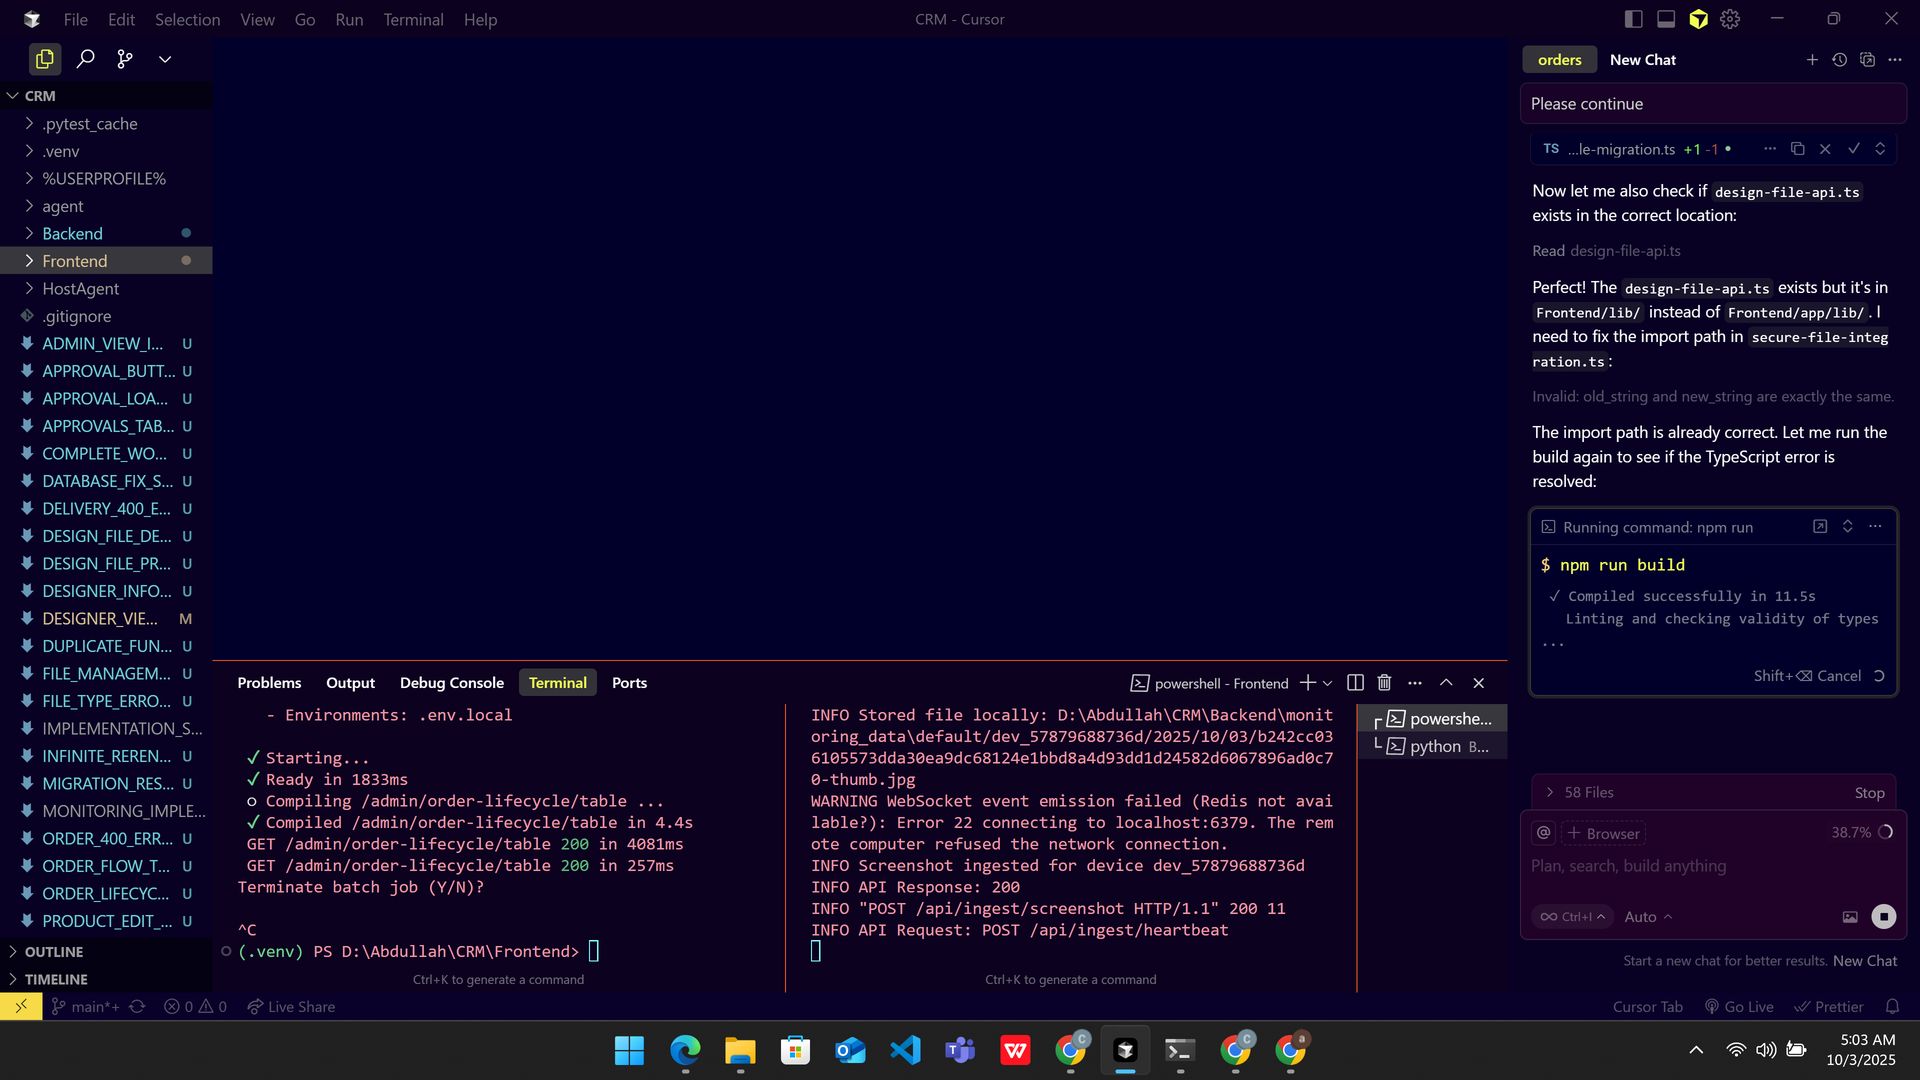 File Edit Selection View Go Run Terminal Help
CRM - Cursor
CRM
.pytest_cache
.venv
%USERPROFILE%
agent
Backend
Frontend
HostAgent
.gitignore
ADMIN_VIEW_I... U
APPROVAL_BUTT... U
APPROVAL_LOA... U
APPROVALS_TAB... U
COMPLETE_WO... U
DATABASE_FIX_S... U
DELIVERY_400_E... U
DESIGN_FILE_DE... U
DESIGN_FILE_PR... U
DESIGNER_INFO... U
DESIGNER_VIE... M
DUPLICATE_FUN... U
FILE_MANAGEM... U
FILE_TYPE_ERRO... U
IMPLEMENTATION_S...
INFINITE_REREN... U
MIGRATION_RES... U
MONITORING_IMPLE...
ORDER_400_ERR... U
ORDER_FLOW_T... U
ORDER_LIFECYC... U
PRODUCT_EDIT_... U
OUTLINE
TIMELINE
Problems Output Debug Console Terminal Ports
powershell - Frontend
- Environments: .env.local
✓ Starting...
✓ Ready in 1833ms
○ Compiling /admin/order-lifecycle/table ...
✓ Compiled /admin/order-lifecycle/table in 4.4s
GET /admin/order-lifecycle/table 200 in 4081ms
GET /admin/order-lifecycle/table 200 in 257ms
Terminate batch job (Y/N)?
^C
(.venv) PS D:\Abdullah\CRM\Frontend>
Ctrl+K to generate a command
INFO Stored file locally: D:\Abdullah\CRM\Backend\monit
oring_data\default/dev_57879688736d/2025/10/03/b242cc03
6105573dda30ea9dc68124e1bbd8a4d93dd1d24582d6067896ad0c7
0-thumb.jpg
WARNING WebSocket event emission failed (Redis not avai
lable?): Error 22 connecting to localhost:6379. The rem
ote computer refused the network connection.
INFO Screenshot ingested for device dev_57879688736d
INFO API Response: 200
INFO "POST /api/ingest/screenshot HTTP/1.1" 200 11
INFO API Request: POST /api/ingest/heartbeat
Ctrl+K to generate a command
powershe...
python B...
orders New Chat
Please continue
TS ...le-migration.ts +1 -1 •
Now let me also check if design-file-api.ts
exists in the correct location:
Read design-file-api.ts
Perfect! The design-file-api.ts exists but it's in
Frontend/lib/ instead of Frontend/app/lib/. I
need to fix the import path in secure-file-integ
ration.ts:
Invalid: old_string and new_string are exactly the same.
The import path is already correct. Let me run the
build again to see if the TypeScript error is
resolved:
Running command: npm run
$ npm run build
✓ Compiled successfully in 11.5s
Linting and checking validity of types
...
Shift+⌫ Cancel
58 Files Stop
@ + Browser 38.7%
Plan, search, build anything
∞ Ctrl+I Auto
Start a new chat for better results. New Chat
main*+ 0 0 Live Share
Cursor Tab Go Live Prettier
5:03 AM
10/3/2025